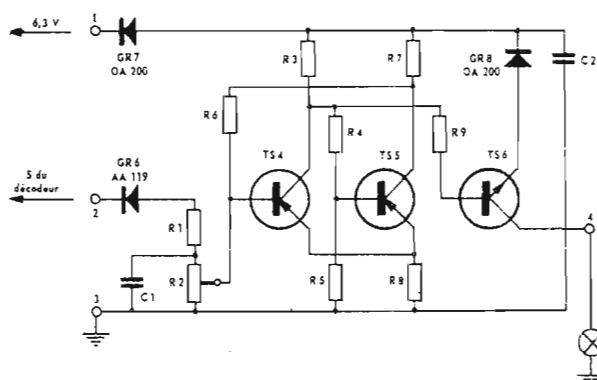 6,3 V
1
GR7
OA 200
R3
R7
GR8
OA 200
C2
R6
R4
R9
TS4
TS5
TS6
GR6
AA 119
5 du
décodeur
2
R1
4
R2
R5
R8
C1
3